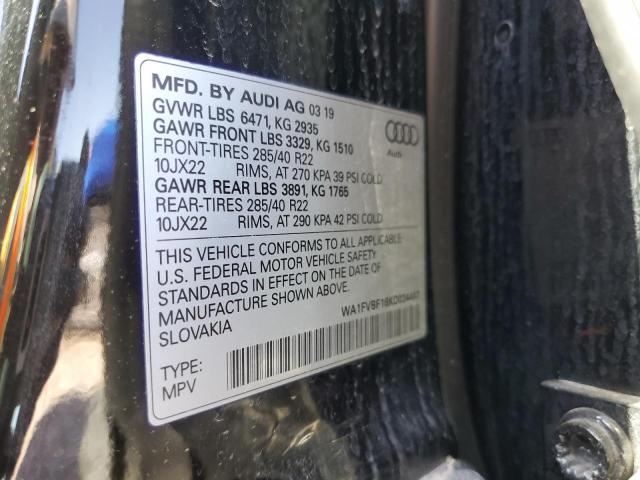 MFD. BY AUDI AG 03 19
GVWR LBS 6471, KG 2935
GAWR FRONT LBS 3329, KG 1510
FRONT-TIRES 285/40 R22
10JX22 RIMS, AT 270 KPA 39 PSI COLD
GAWR REAR LBS 3891, KG 1765
REAR-TIRES 285/40 R22
10JX22 RIMS, AT 290 KPA 42 PSI COLD
Audi
THIS VEHICLE CONFORMS TO ALL APPLICABLE
U.S. FEDERAL MOTOR VEHICLE SAFETY
STANDARDS IN EFFECT ON THE DATE OF
MANUFACTURE SHOWN ABOVE.
SLOVAKIA
TYPE:
MPV